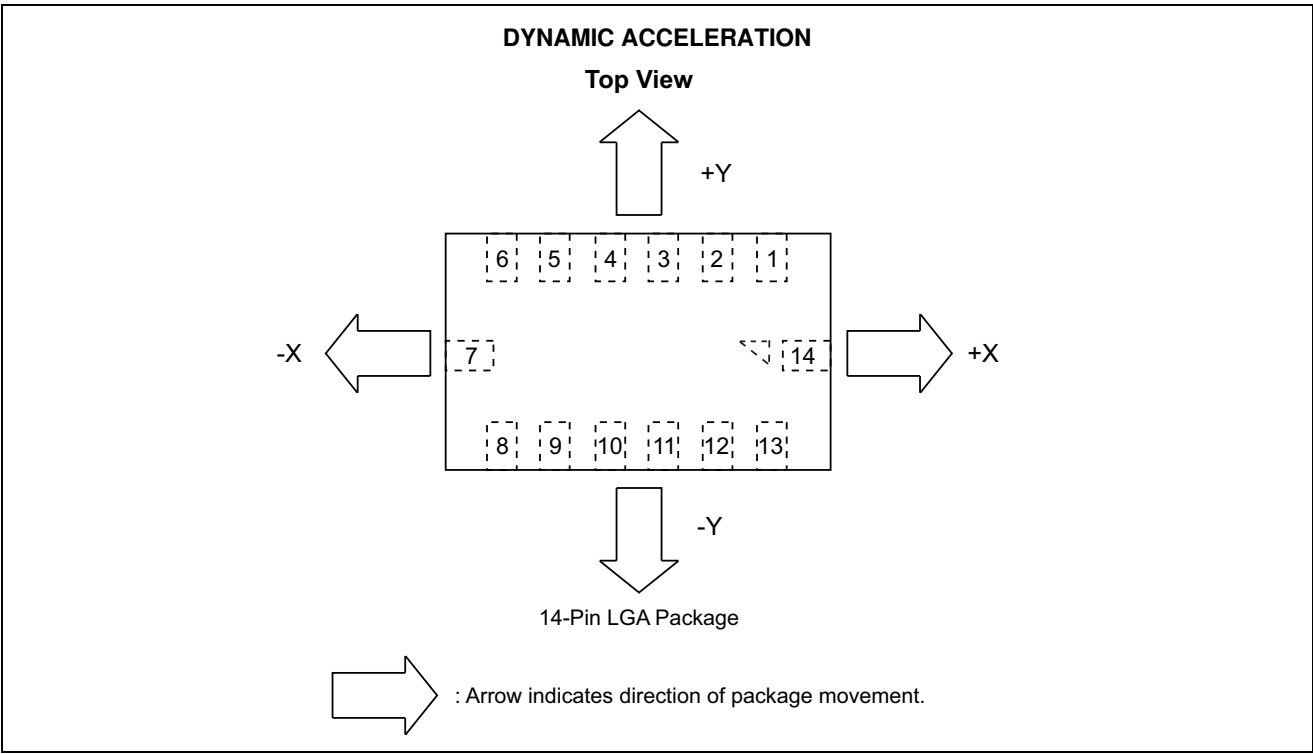 DYNAMIC ACCELERATION
Top View
+Y
6 5 4 3 2 1
-X 7 14 +X
8 9 10 11 12 13
-Y
14-Pin LGA Package
: Arrow indicates direction of package movement.